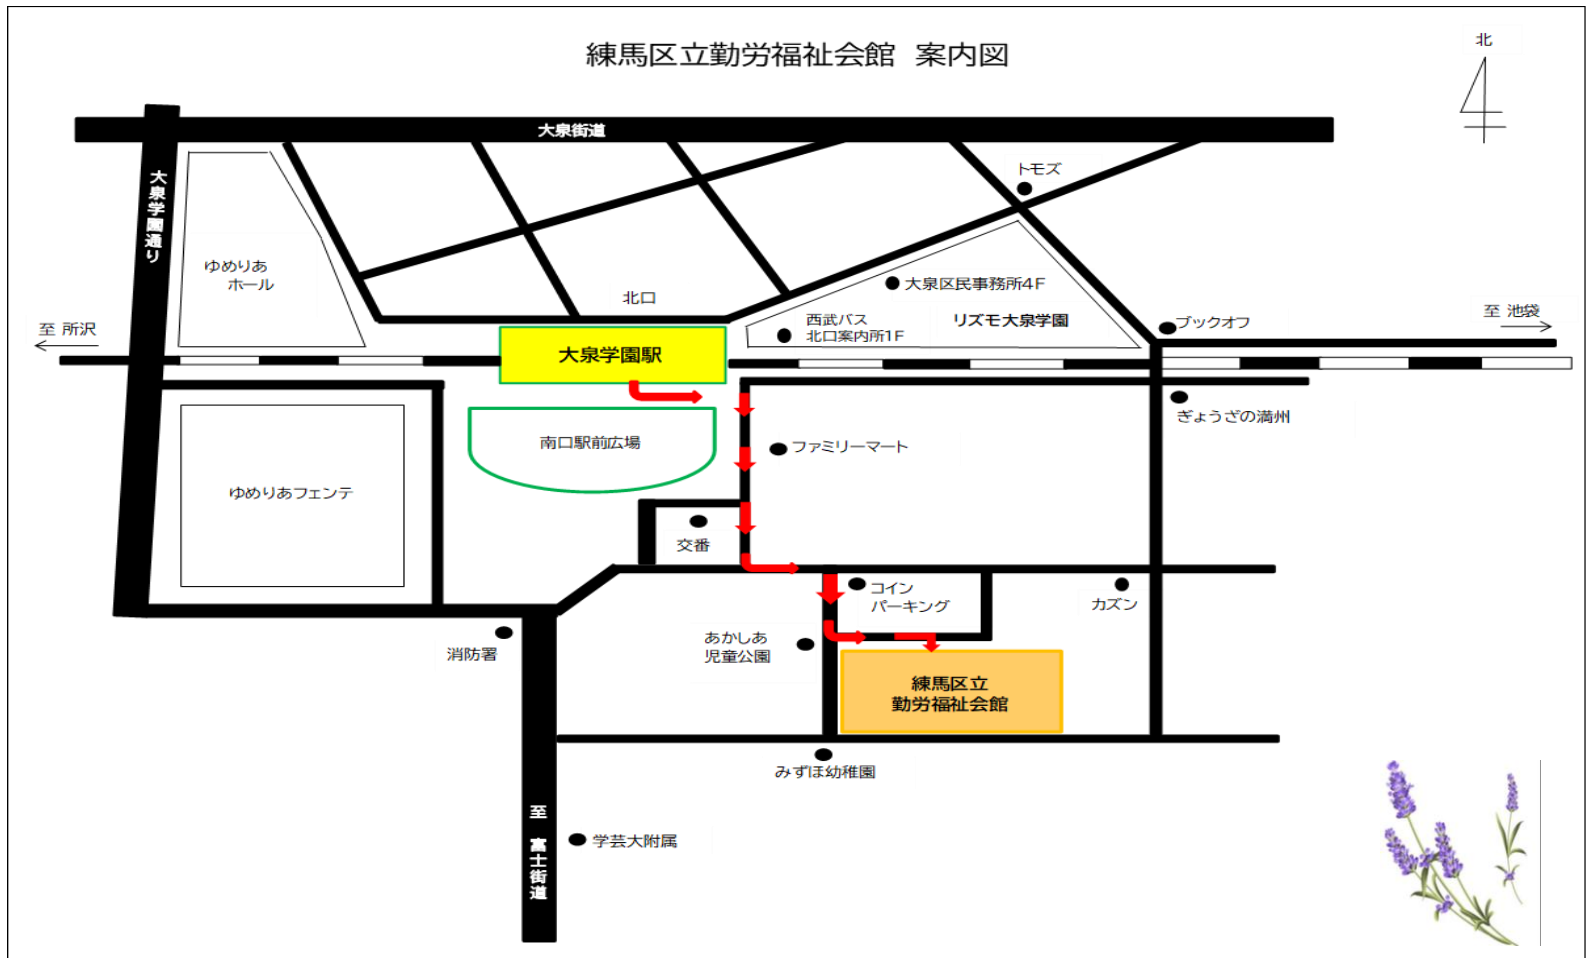 練馬区立勤労福祉会館 案内図
北
大泉街道
大泉学園通り
トモズ
ゆめりあ
ホール
大泉区民事務所4F
北口
西武バス
北口案内所1F
リズモ大泉学園
ブックオフ
至 所沢
至 池袋
大泉学園駅
ぎょうざの満州
南口駅前広場
ファミリーマート
ゆめりあフェンテ
交番
コイン
パーキング
カズン
消防署
あかしあ
児童公園
練馬区立
勤労福祉会館
みずほ幼稚園
至 富士街道
学芸大附属